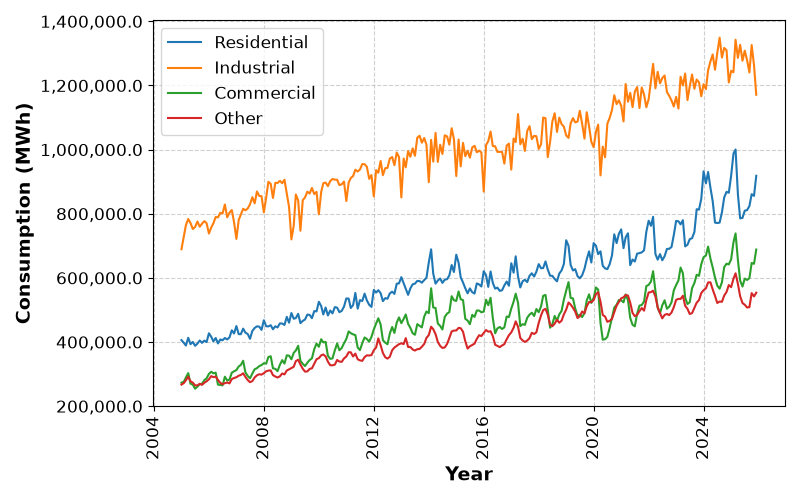 1,400,000.0
1,200,000.0
1,000,000.0
800,000.0
600,000.0
400,000.0
200,000.0
Consumption (MWh)
Residential
Industrial
Commercial
Other
2004
2008
2012
2016
2020
2024
Year